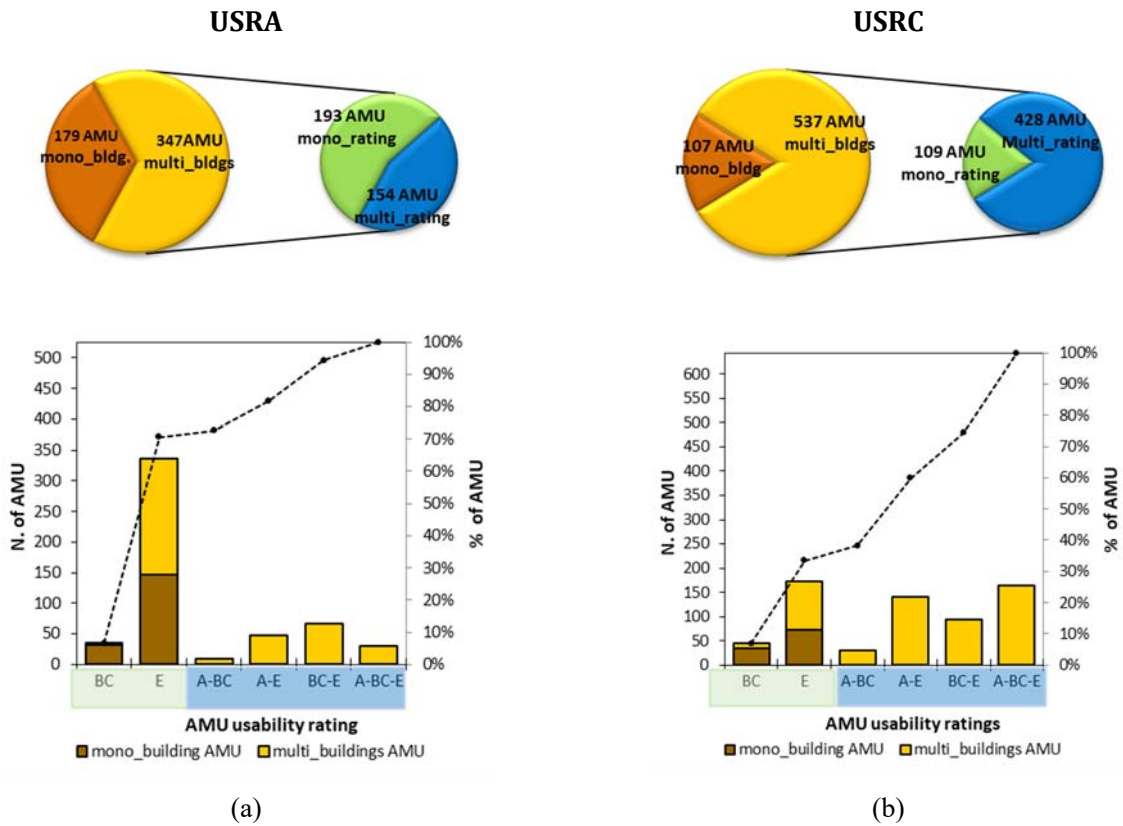 USRA
USRC
179 AMU
mono_bldg.
347AMU
multi_bldgs
193 AMU
mono_rating
154 AMU
multi_rating
107 AMU
mono_bldg
537 AMU
multi_bldgs
109 AMU
mono_rating
428 AMU
Multi_rating
N. of AMU
500
450
400
350
300
250
200
150
100
50
0
100%
90%
80%
70%
60%
50%
40%
30%
20%
10%
0%
% of AMU
BC E A-BC A-E BC-E A-BC-E
AMU usability rating
mono_building AMU multi_buildings AMU
(a)
N. of AMU
600
550
500
450
400
350
300
250
200
150
100
50
0
100%
90%
80%
70%
60%
50%
40%
30%
20%
10%
0%
% of AMU
BC E A-BC A-E BC-E A-BC-E
AMU usability ratings
mono_building AMU multi_buildings AMU
(b)